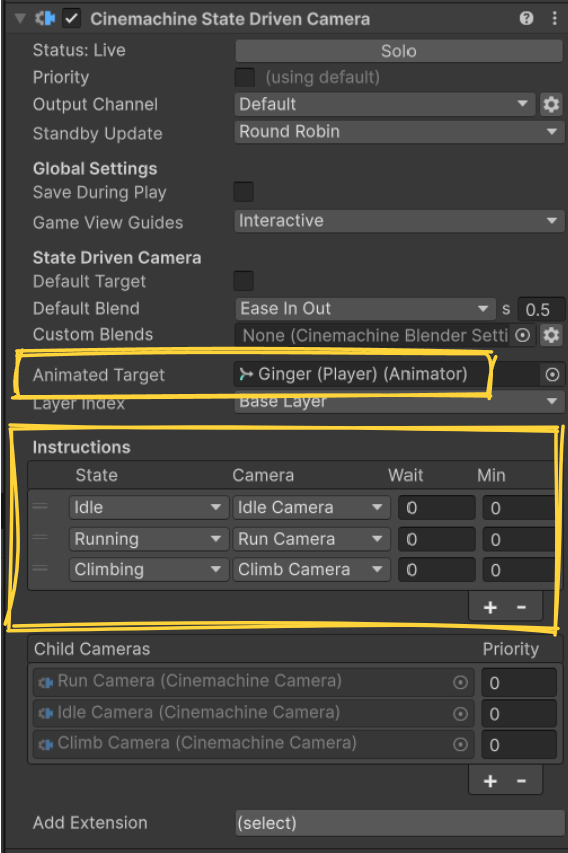 Cinemachine State Driven Camera
Status: Live Solo
Priority (using default)
Output Channel Default
Standby Update Round Robin
Global Settings
Save During Play
Game View Guides Interactive
State Driven Camera
Default Target
Default Blend Ease In Out s 0.5
Custom Blends None (Cinemachine Blender Setti
Animated Target Ginger (Player) (Animator)
Layer Index Base Layer
Instructions
State Camera Wait Min
Idle Idle Camera 0 0
Running Run Camera 0 0
Climbing Climb Camera 0 0
+ -
Child Cameras Priority
Run Camera (Cinemachine Camera) 0
Idle Camera (Cinemachine Camera) 0
Climb Camera (Cinemachine Camera) 0
+ -
Add Extension (select)